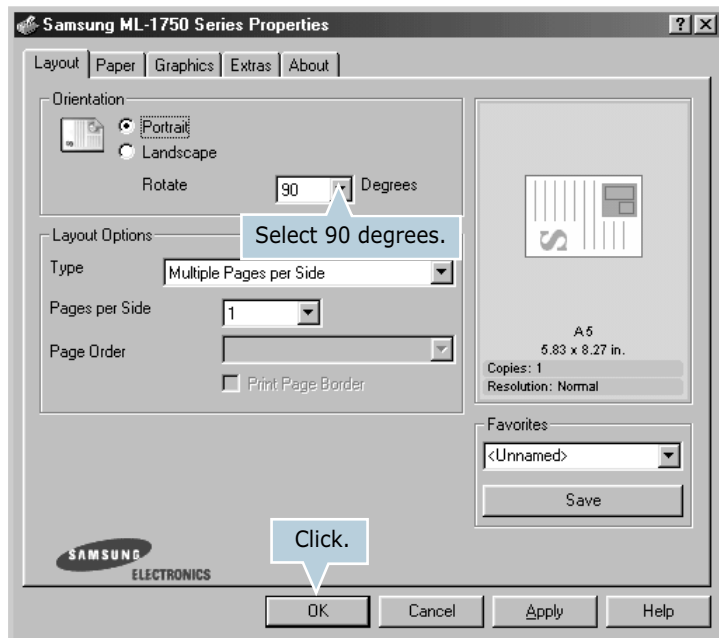 Samsung ML-1750 Series Properties
Layout Paper Graphics Extras About
Orientation
Portrait
Landscape
Rotate 90 Degrees
Select 90 degrees.
Layout Options
Type Multiple Pages per Side
Pages per Side 1
Page Order
Print Page Border
A5
5.83 x 8.27 in.
Copies: 1
Resolution: Normal
Favorites
<Unnamed>
Save
SAMSUNG
ELECTRONICS
Click.
OK Cancel Apply Help